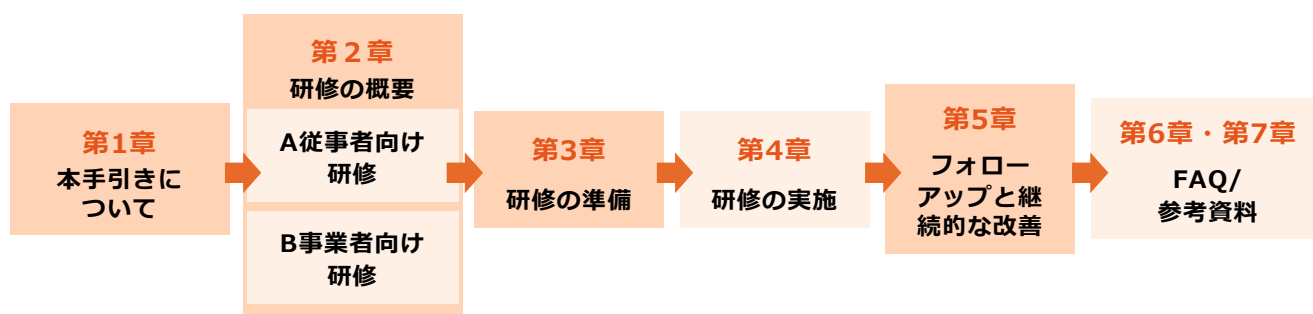 第1章
本手引きに
ついて
第２章
研修の概要
A従事者向け
研修
B事業者向け
研修
第3章
研修の準備
第4章
研修の実施
第5章
フォロー
アップと継
続的な改善
第6章・第7章
FAQ/
参考資料